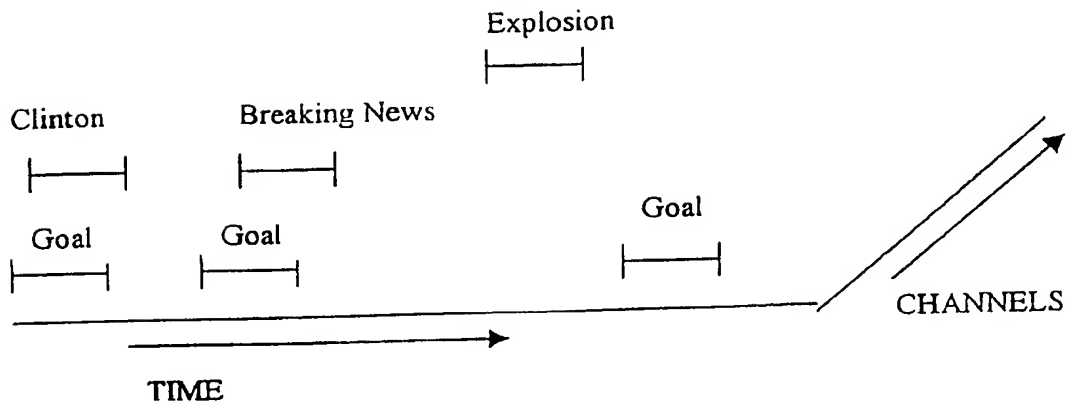 Explosion
Clinton
Breaking News
Goal
Goal
Goal
CHANNELS
TIME